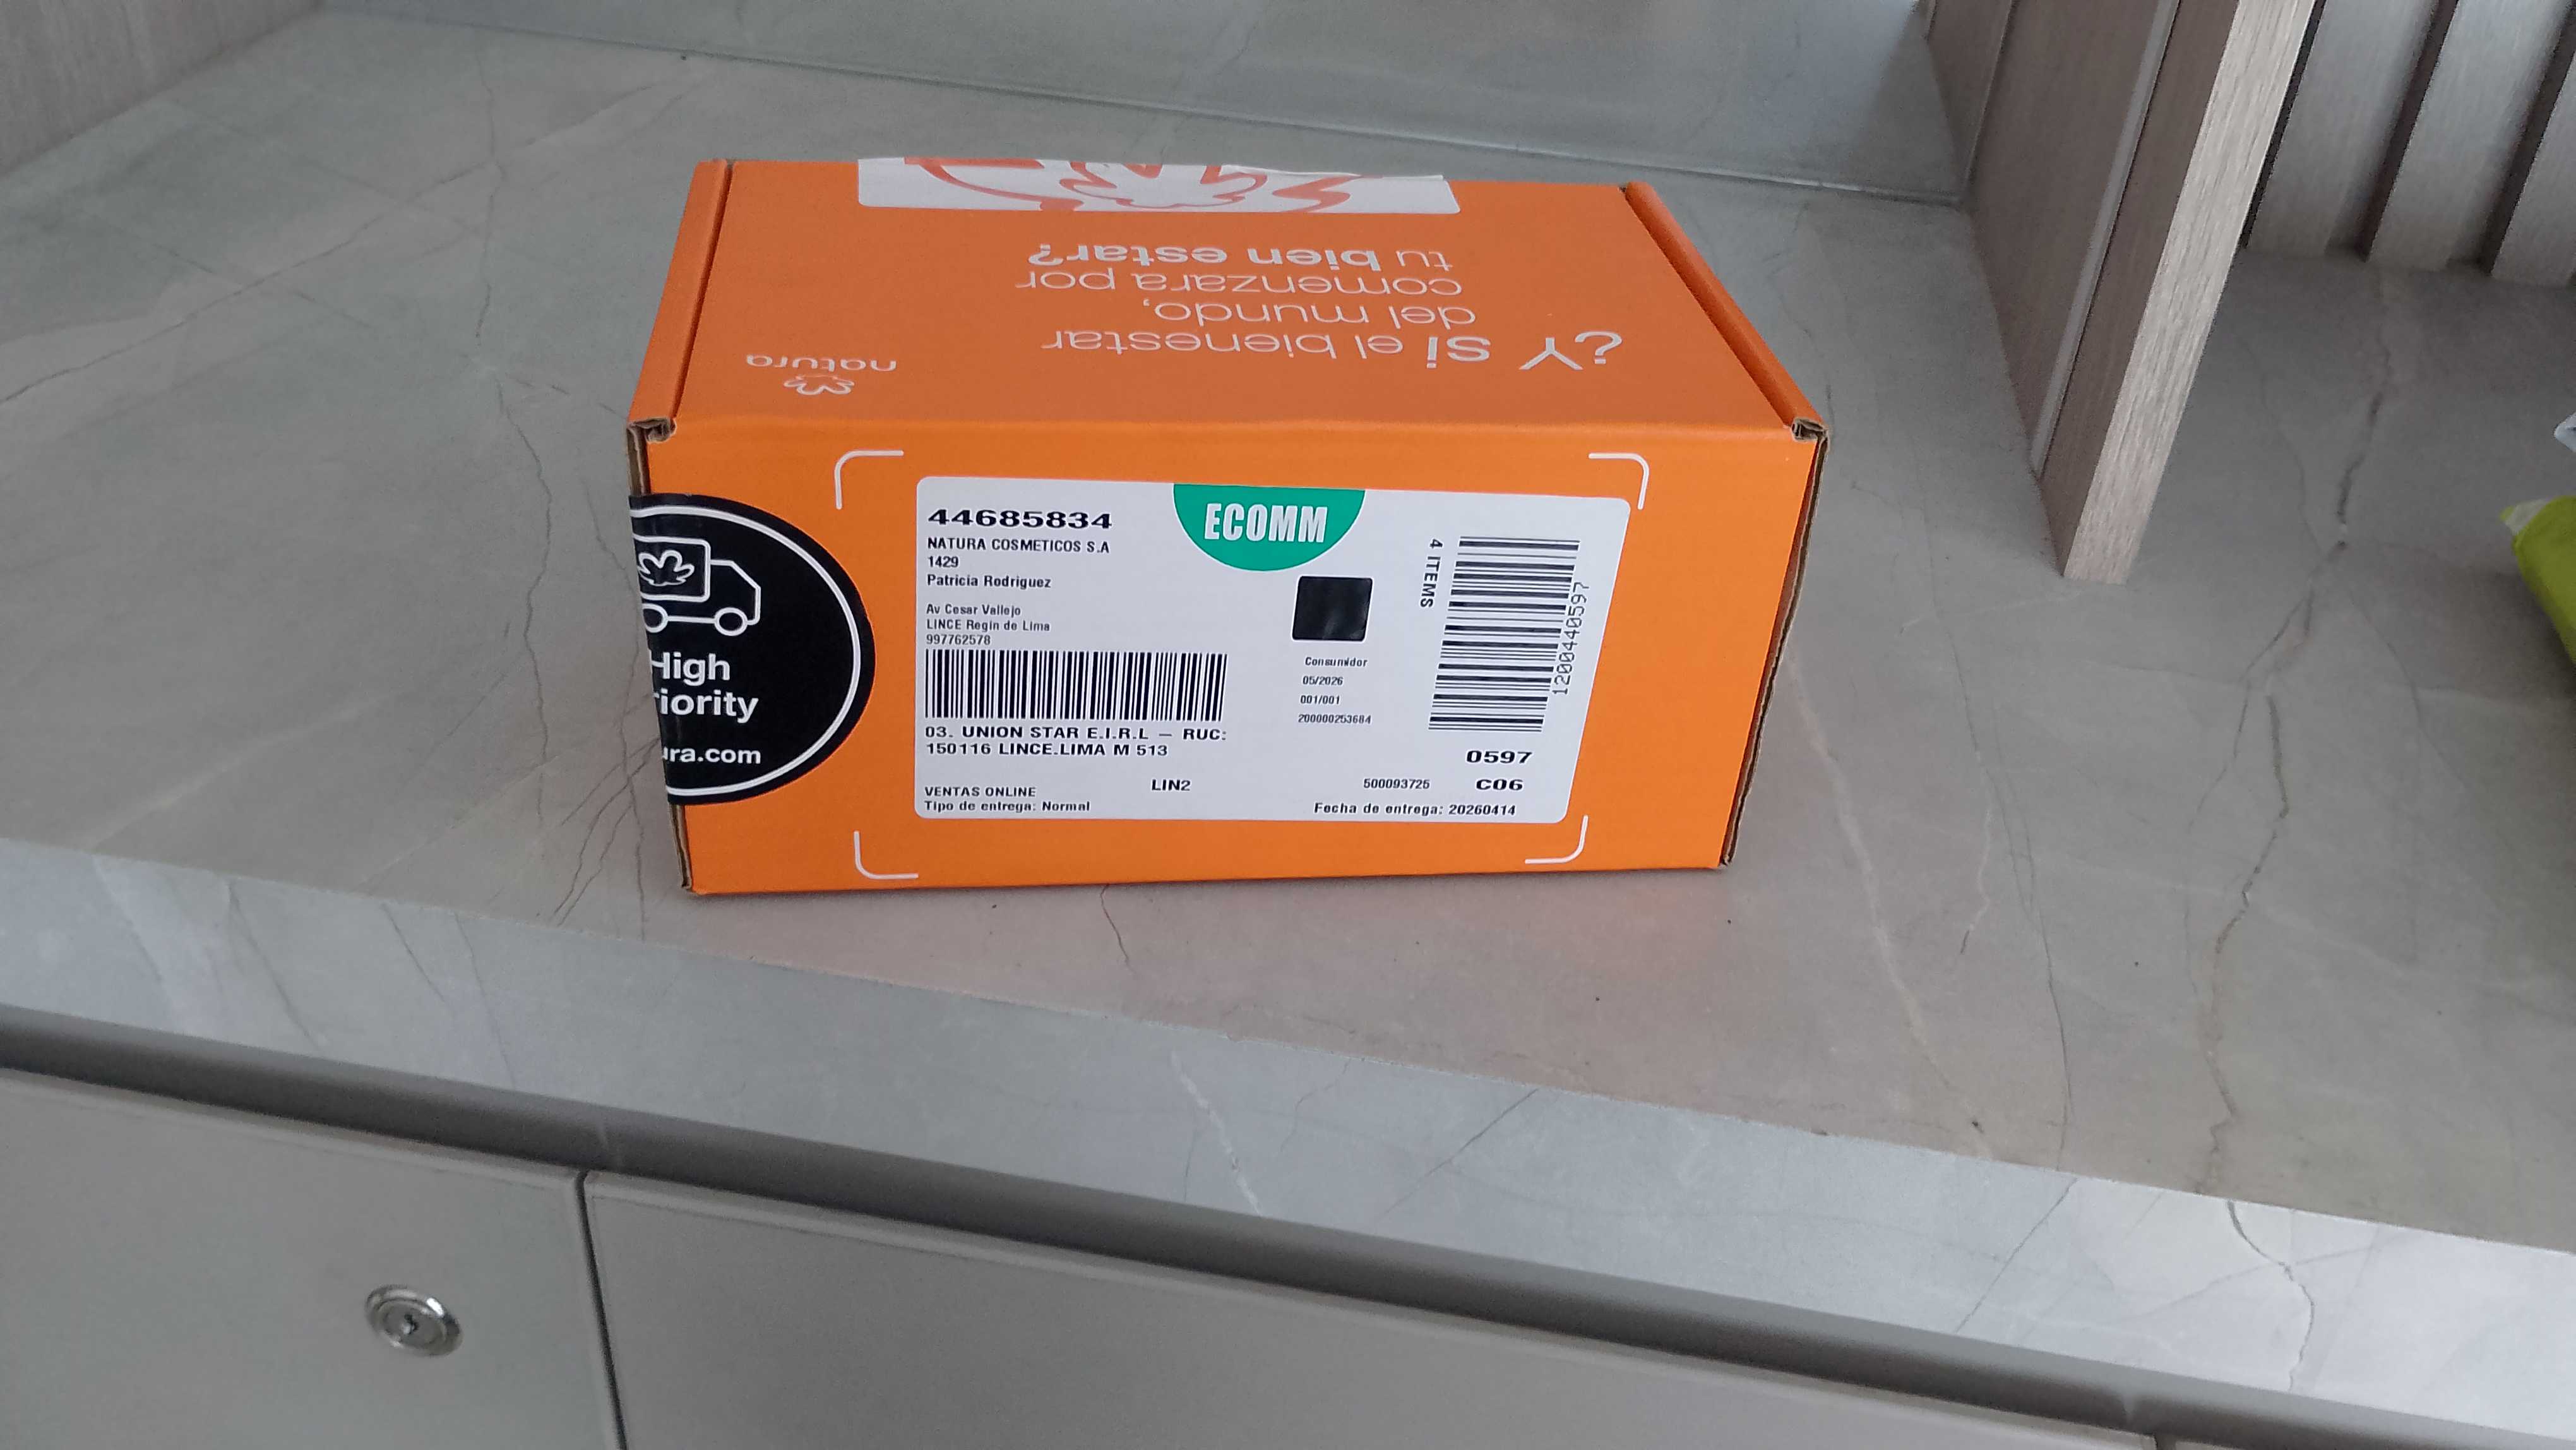 ¿Y si el bienestar
del mundo,
comenzara por
tu bien estar?
natura
High
riority
ura.com
ECOMM
44685834
NATURA COSMETICOS S.A
1429
Patricia Rodriguez
Av Cesar Vallejo
LINCE Regin de Lima
997762578
03. UNION STAR E.I.R.L – RUC:
150116 LINCE.LIMA M 513
VENTAS ONLINE
Tipo de entrega: Normal
LIN2
Consumidor
05/2026
001/001
200000253684
4 ITEMS
1200440597
0597
500093725
C06
Fecha de entrega: 20260414